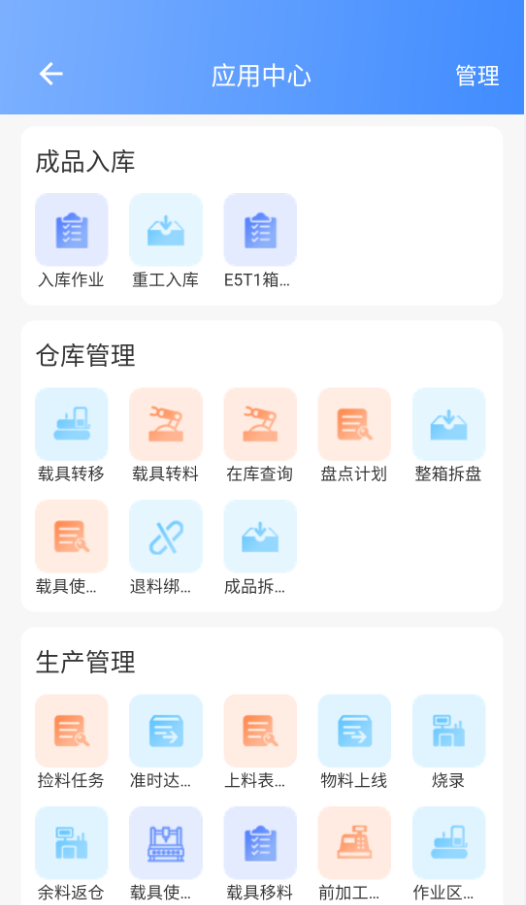 应用中心 管理
成品入库
入库作业 重工入库 E5T1箱...
仓库管理
载具转移 载具转料 在库查询 盘点计划 整箱拆盘
载具使... 退料绑... 成品拆...
生产管理
捡料任务 准时达... 上料表... 物料上线 烧录
余料返仓 载具使... 载具移料 前加工... 作业区...